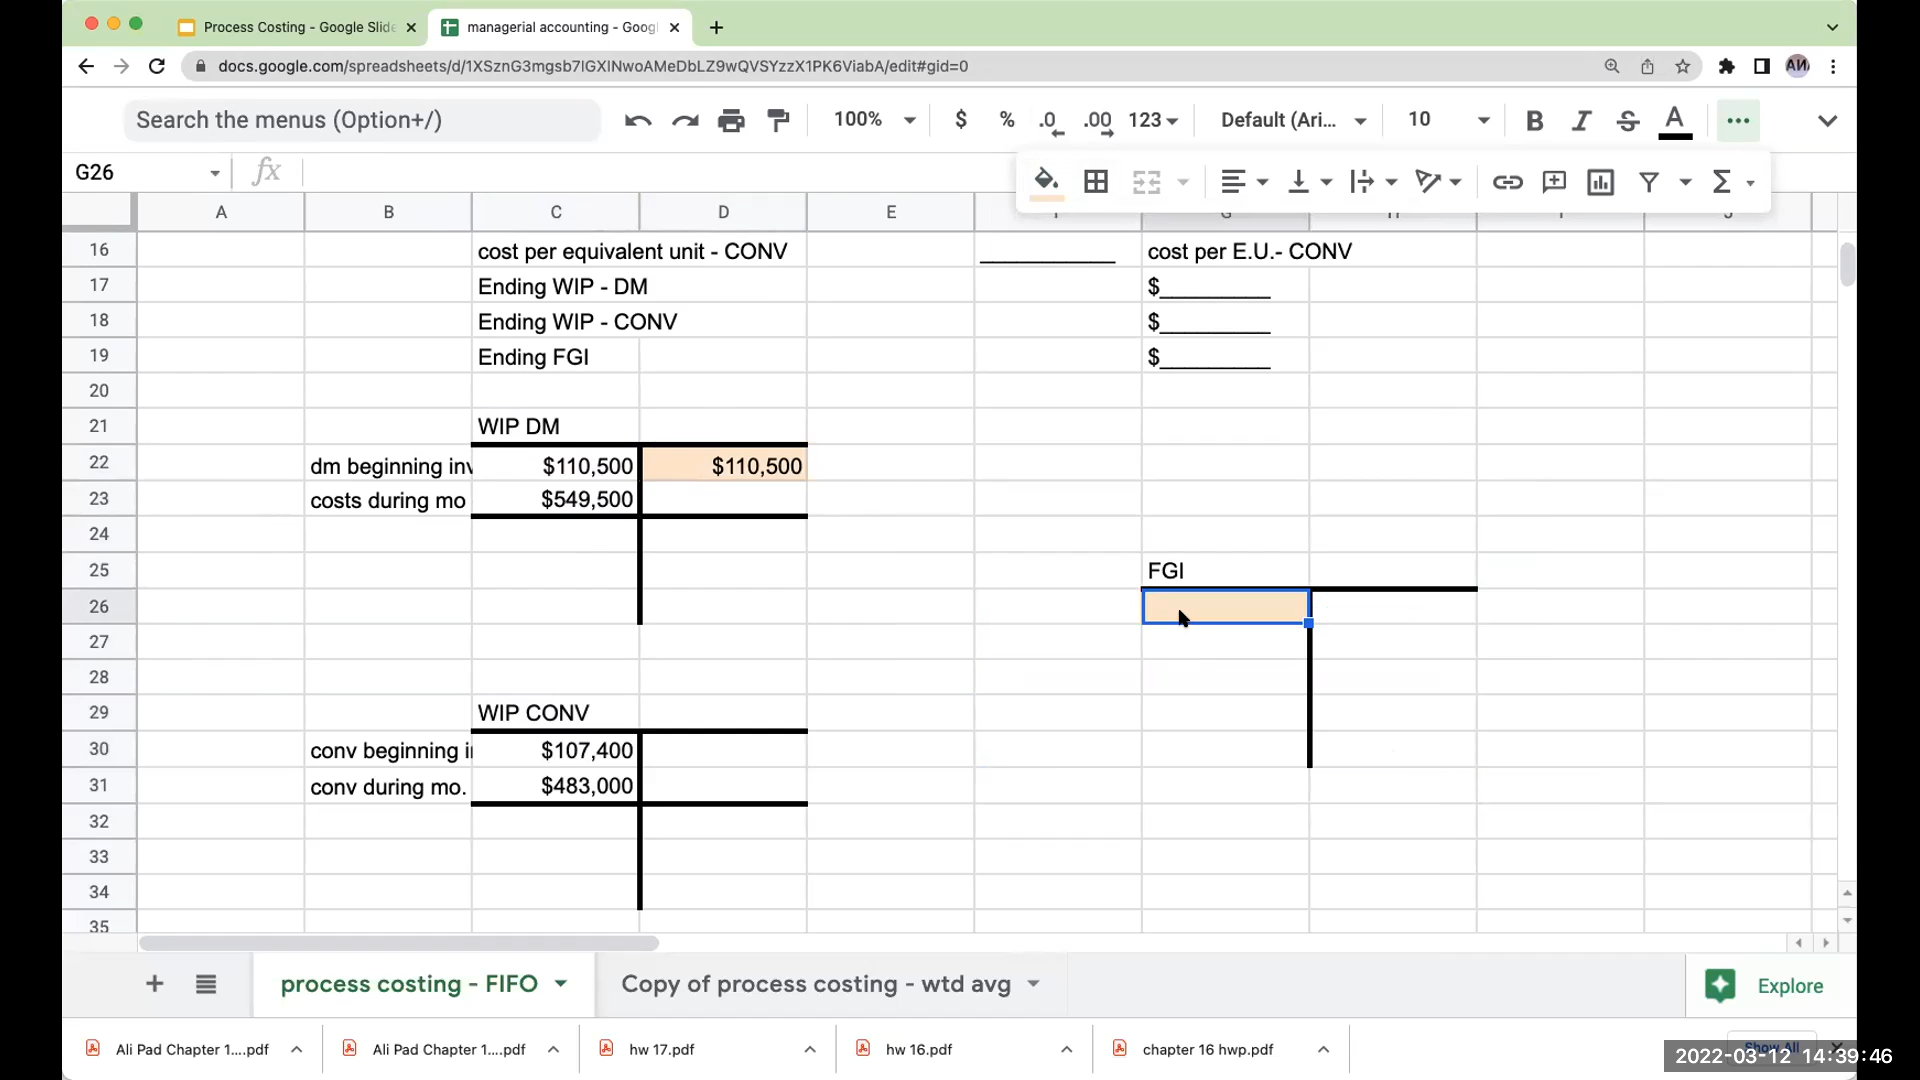 Process Costing - Google Slide
managerial accounting - Googl
docs.google.com/spreadsheets/d/
Search the menus (Option+/)
100%
$ % .0 .00 123
Default (Ari...
10
B I S A
G26
fx
A B C D E G
16 cost per equivalent unit - CONV ___________ cost per E.U.- CONV
17 Ending WIP - DM $_________
18 Ending WIP - CONV $_________
19 Ending FGI $_________
20
21 WIP DM
22 dm beginning inv $110,500 $110,500
23 costs during mo $549,500
24
25 FGI
26
27
28
29 WIP CONV
30 conv beginning i $107,400
31 conv during mo. $483,000
32
33
34
35
process costing - FIFO
Copy of process costing - wtd avg
Explore
Ali Pad Chapter 1....pdf
Ali Pad Chapter 1....pdf
hw 17.pdf
hw 16.pdf
chapter 16 hwp.pdf
Show All
2022-03-12 14:39:46